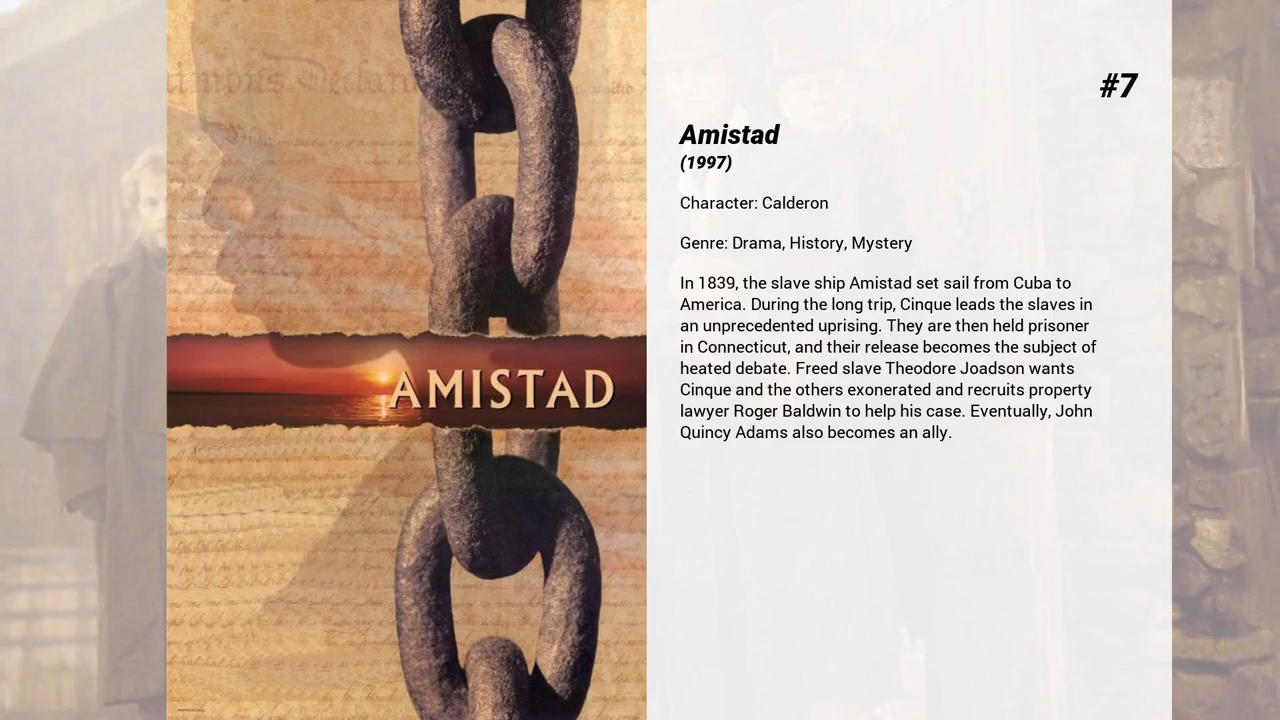 #7
Amistad
(1997)
Character: Calderon
Genre: Drama, History, Mystery
In 1839, the slave ship Amistad set sail from Cuba to
America. During the long trip, Cinque leads the slaves in
an unprecedented uprising. They are then held prisoner
in Connecticut, and their release becomes the subject of
heated debate. Freed slave Theodore Joadson wants
Cinque and the others exonerated and recruits property
lawyer Roger Baldwin to help his case. Eventually, John
Quincy Adams also becomes an ally.
AMISTAD